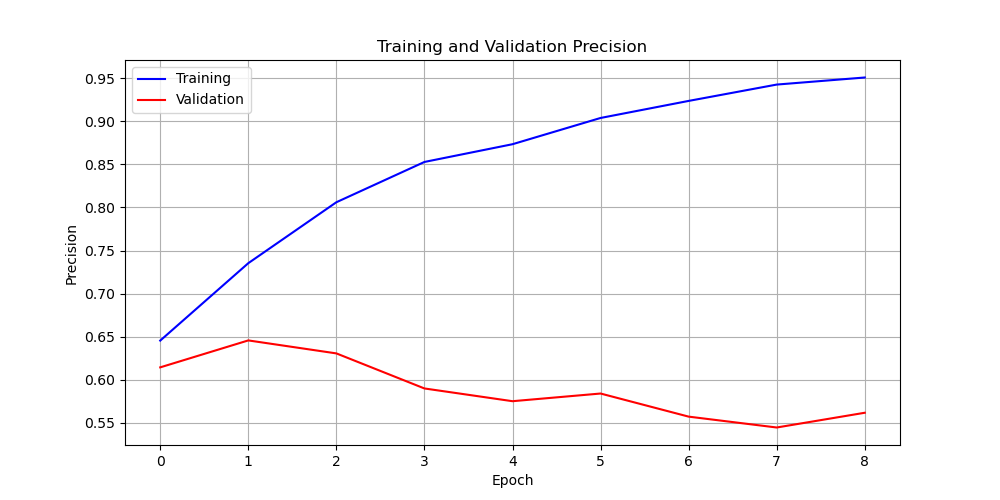 Training and Validation Precision
Training
Validation
Precision
0.95
0.90
0.85
0.80
0.75
0.70
0.65
0.60
0.55
0 1 2 3 4 5 6 7 8
Epoch